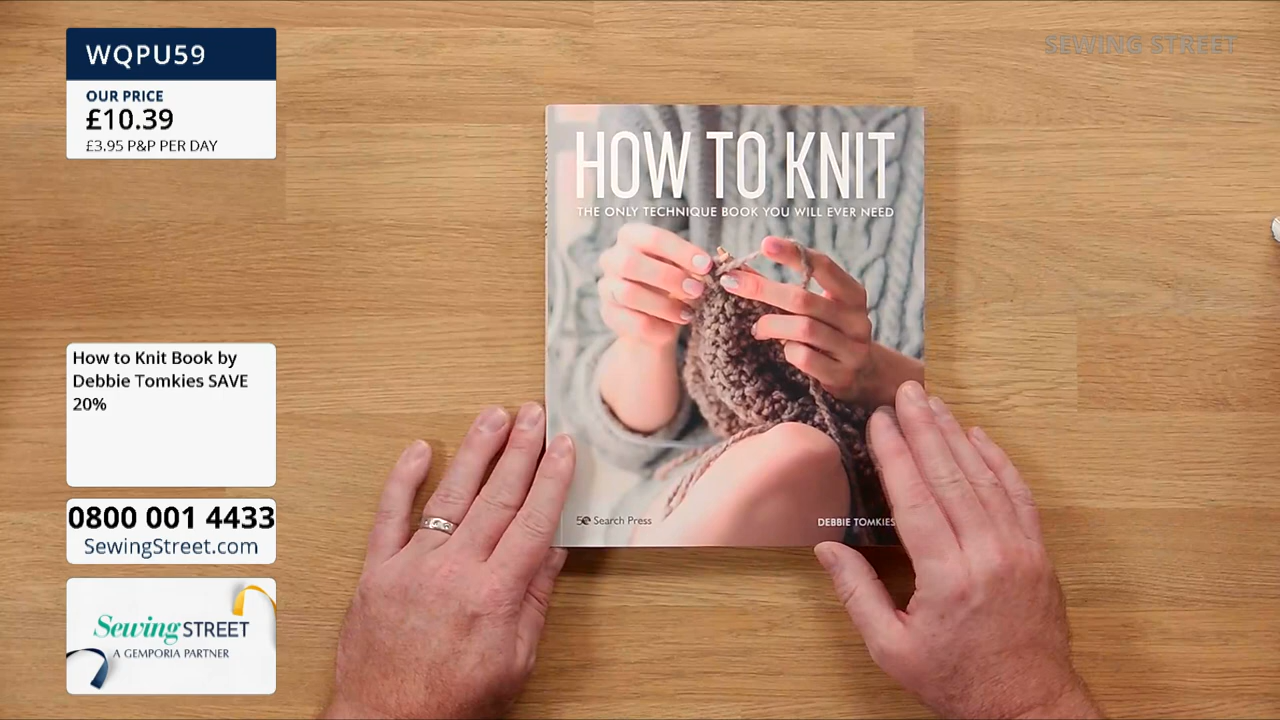 WQPU59
OUR PRICE
£10.39
£3.95 P&P PER DAY
SEWING STREET
HOW TO KNIT
THE ONLY TECHNIQUE BOOK YOU WILL EVER NEED
How to Knit Book by
Debbie Tomkies SAVE
20%
Search Press
DEBBIE TOMKIES
0800 001 4433
SewingStreet.com
Sewing STREET
A GEMPORIA PARTNER